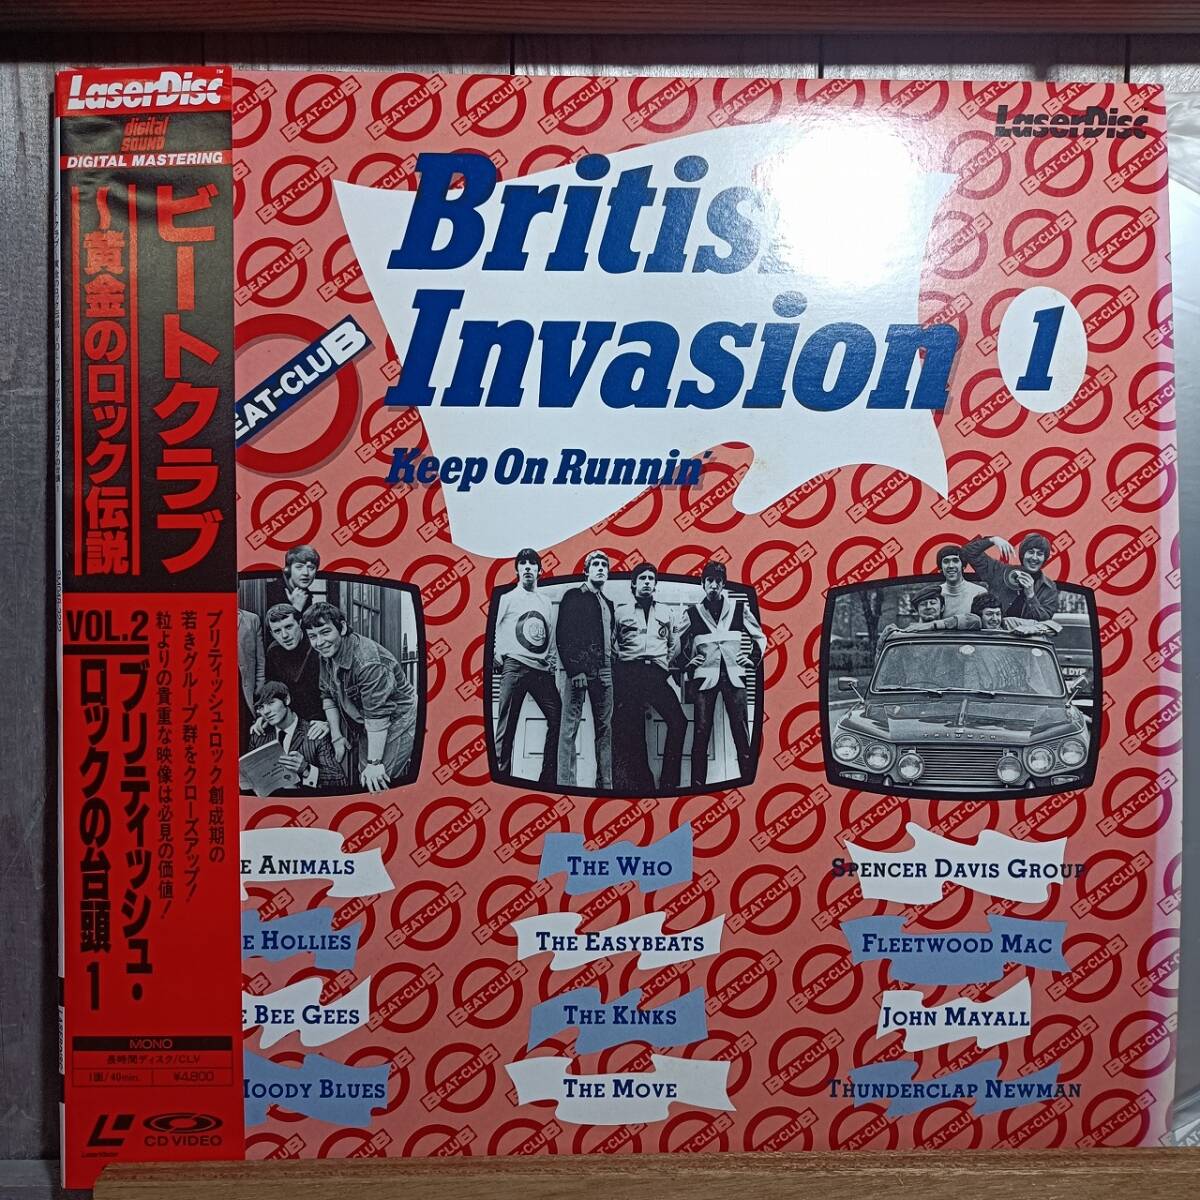 LaserDisc™
digital
SOUND
DIGITAL MASTERING
ビートクラブ
〜黄金のロック伝説
VOL.2
ブリティッシュ・
ロックの台頭 1
ブリティッシュ・ロック創成期の
若きグループ群をクローズアップ!
粒よりの貴重な映像は必見の価値!
MONO
長時間ディスク/CLV
1面/40min. ¥4,800
LaserVision
CD VIDEO
LaserDisc
British
Invasion 1
Keep On Runnin'
EAT-CLUB
BEAT-CLUB
TRIUMPH
E ANIMALS
THE WHO
SPENCER DAVIS GROUP
E HOLLIES
THE EASYBEATS
FLEETWOOD MAC
E BEE GEES
THE KINKS
JOHN MAYALL
MOODY BLUES
THE MOVE
THUNDERCLAP NEWMAN